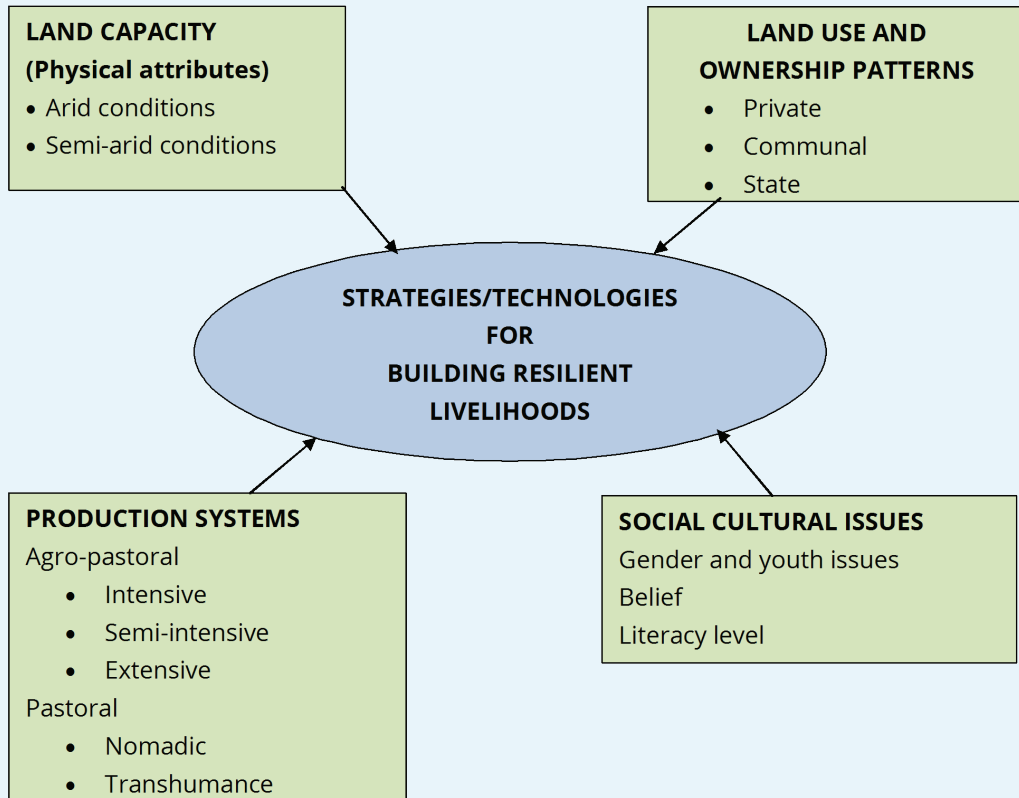 LAND CAPACITY
(Physical attributes)
• Arid conditions
• Semi-arid conditions
LAND USE AND
OWNERSHIP PATTERNS
• Private
• Communal
• State
STRATEGIES/TECHNOLOGIES
FOR
BUILDING RESILIENT
LIVELIHOODS
PRODUCTION SYSTEMS
Agro-pastoral
• Intensive
• Semi-intensive
• Extensive
Pastoral
• Nomadic
• Transhumance
SOCIAL CULTURAL ISSUES
Gender and youth issues
Belief
Literacy level